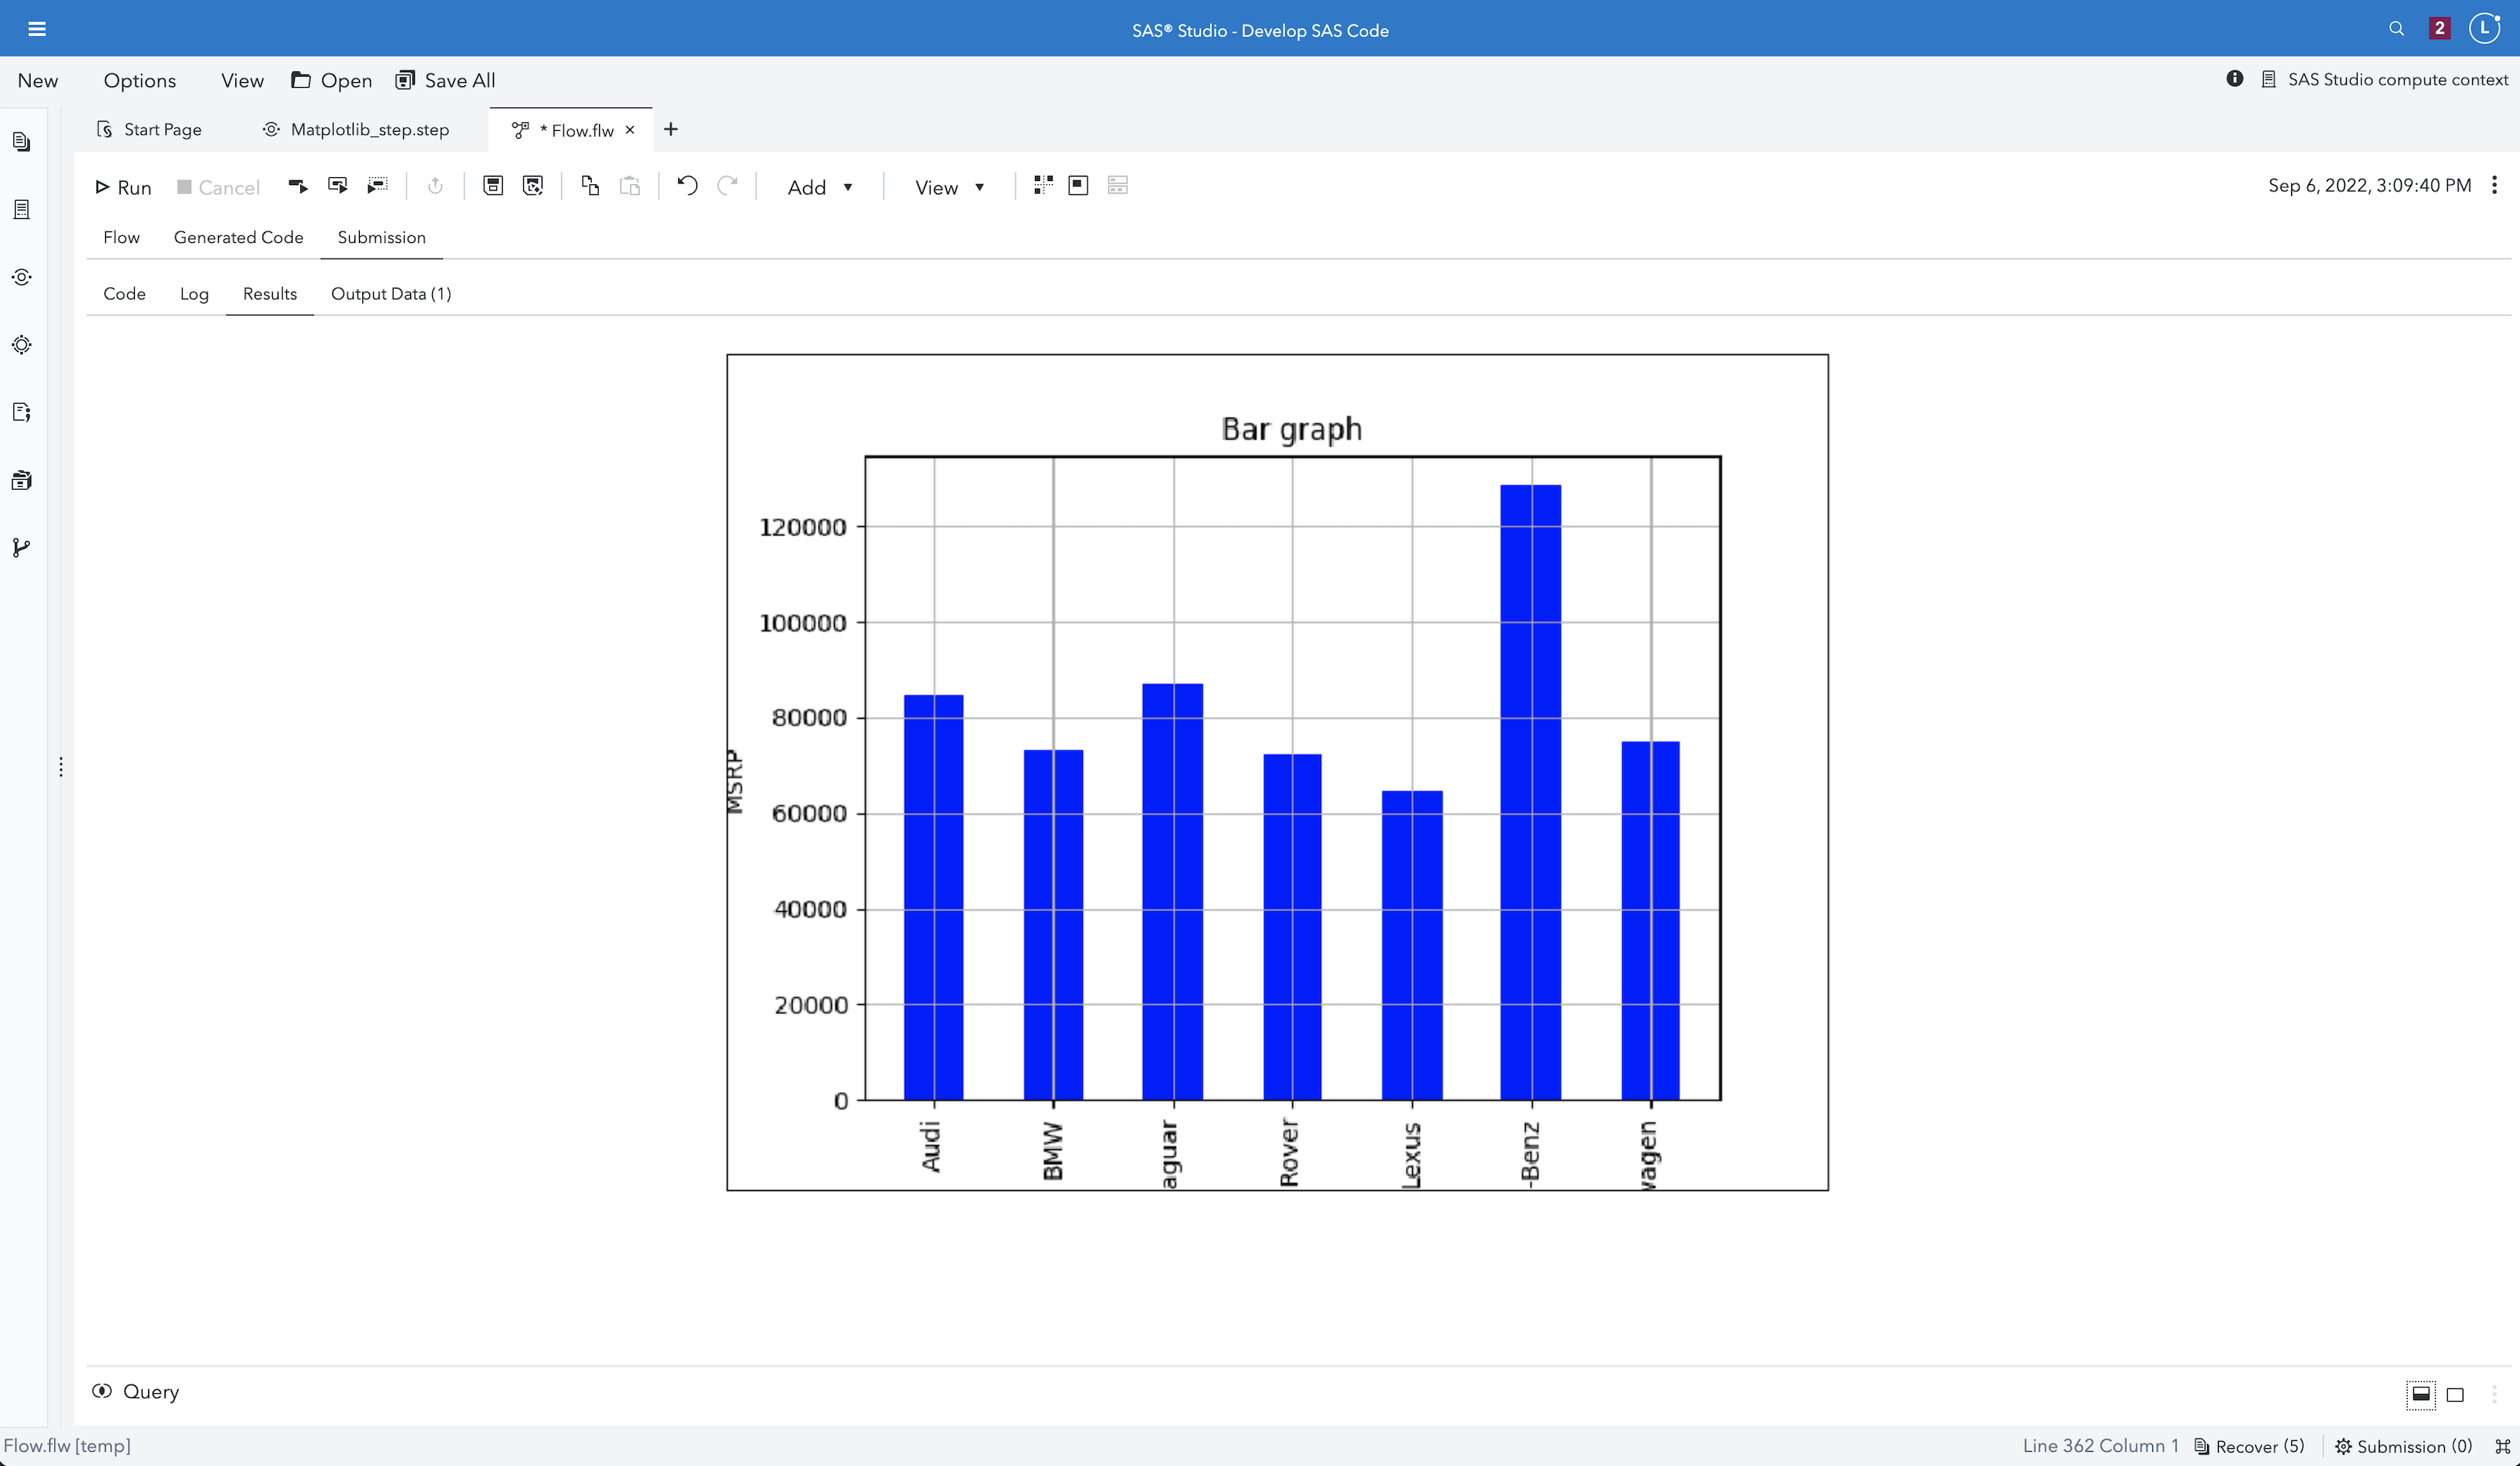 SAS® Studio - Develop SAS Code
2
L
New Options View Open Save All
SAS Studio compute context
Start Page Matplotlib_step.step * Flow.flw × +
Run Cancel Add View
Sep 6, 2022, 3:09:40 PM
Flow Generated Code Submission
Code Log Results Output Data (1)
Bar graph
120000
100000
80000
60000
40000
20000
0
MSRP
Audi
BMW
aguar
Rover
Lexus
-Benz
wagen
Query
Flow.flw [temp]
Line 362 Column 1 Recover (5) Submission (0)